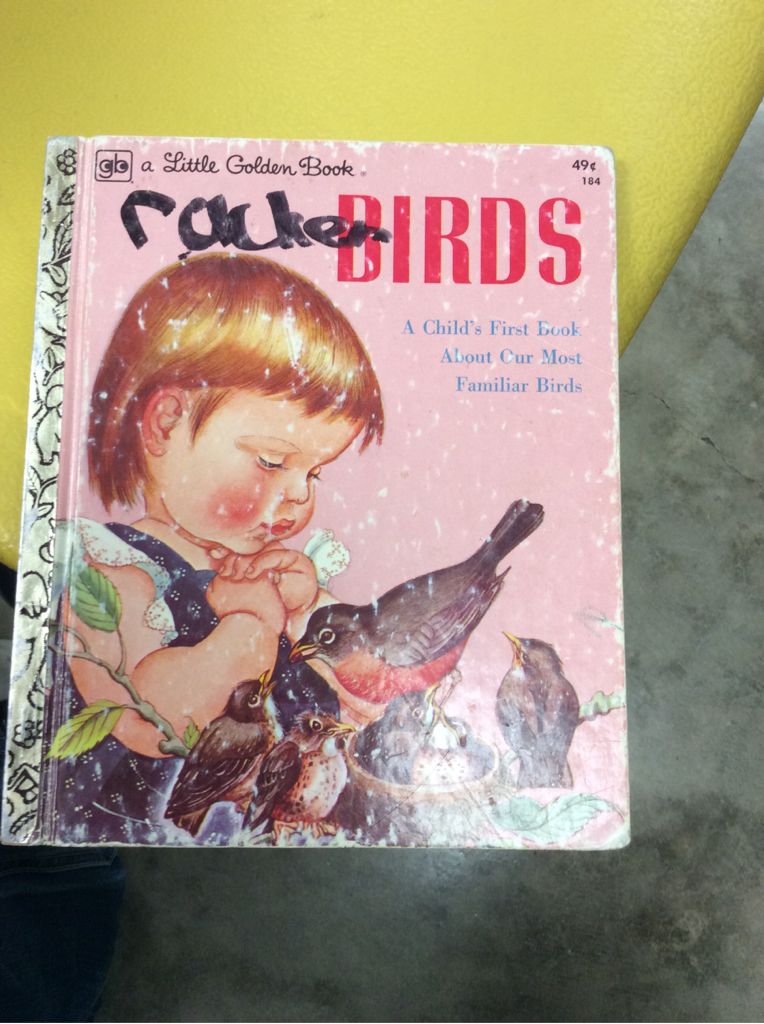 gb a Little Golden Book ®
49¢
184
BIRDS
A Child's First Book
About Our Most
Familiar Birds